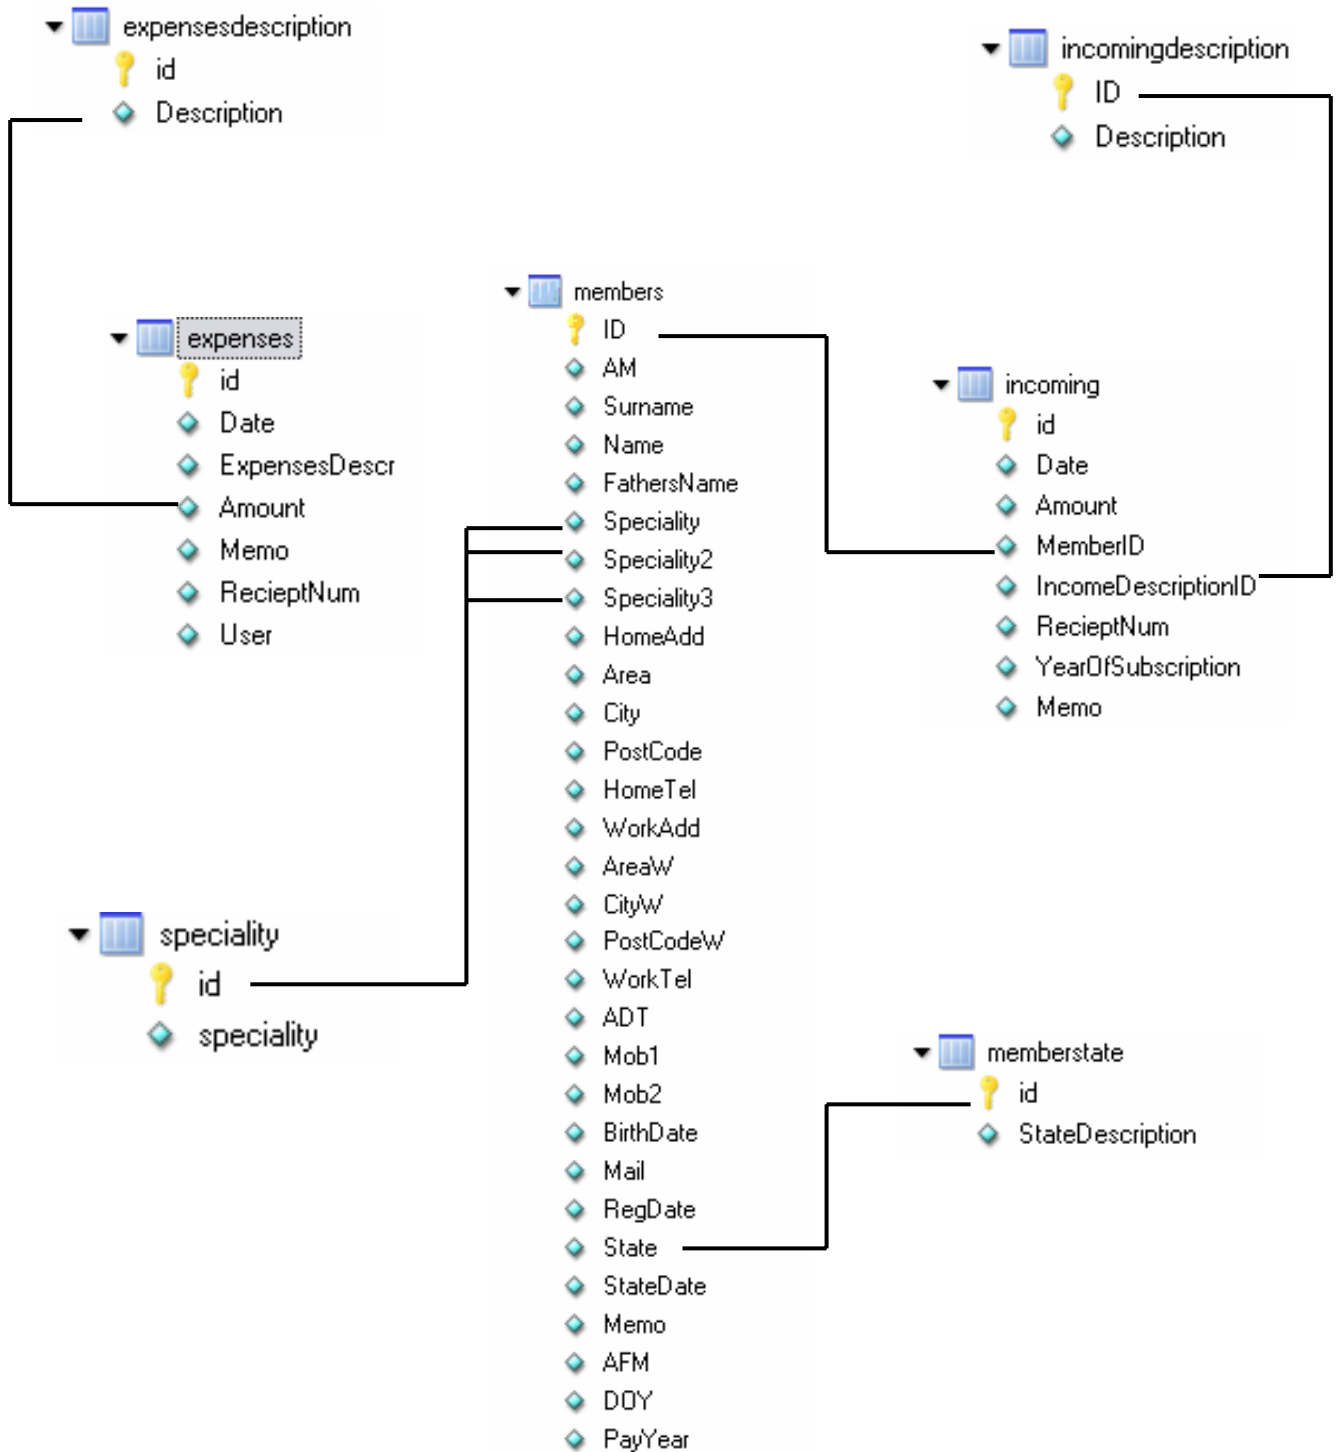 expensesdescription
id
Description
incomingdescription
ID
Description
expenses
id
Date
ExpensesDescr
Amount
Memo
RecieptNum
User
members
ID
AM
Surname
Name
FathersName
Speciality
Speciality2
Speciality3
HomeAdd
Area
City
PostCode
HomeTel
WorkAdd
AreaW
CityW
PostCodeW
WorkTel
ADT
Mob1
Mob2
BirthDate
Mail
RegDate
State
StateDate
Memo
AFM
DOY
PayYear
incoming
id
Date
Amount
MemberID
IncomeDescriptionID
RecieptNum
YearOfSubscription
Memo
speciality
id
speciality
memberstate
id
StateDescription